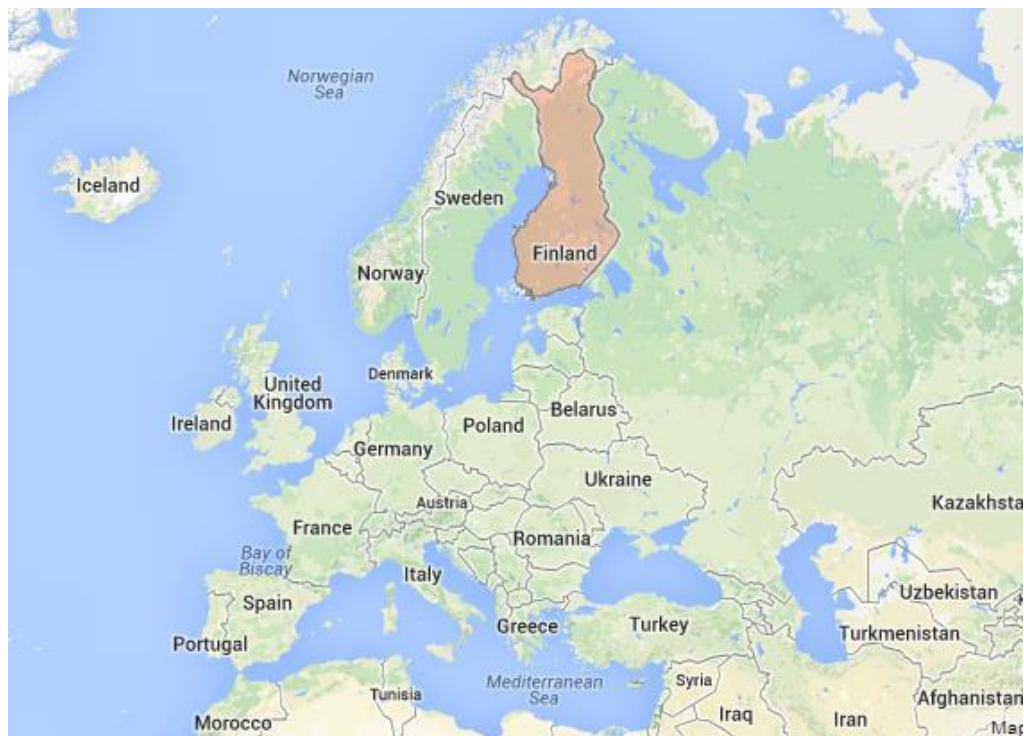 Norwegian
Sea
Iceland
Sweden
Finland
Norway
Denmark
United
Kingdom
Ireland
Belarus
Poland
Germany
Ukraine
Austria
Kazakhsta
France
Romania
Bay of
Biscay
Italy
Uzbekistan
Spain
Greece
Turkey
Turkmenistan
Portugal
Mediterranean
Sea
Syria
Tunisia
Afghanistan
Morocco
Iraq
Iran
Map